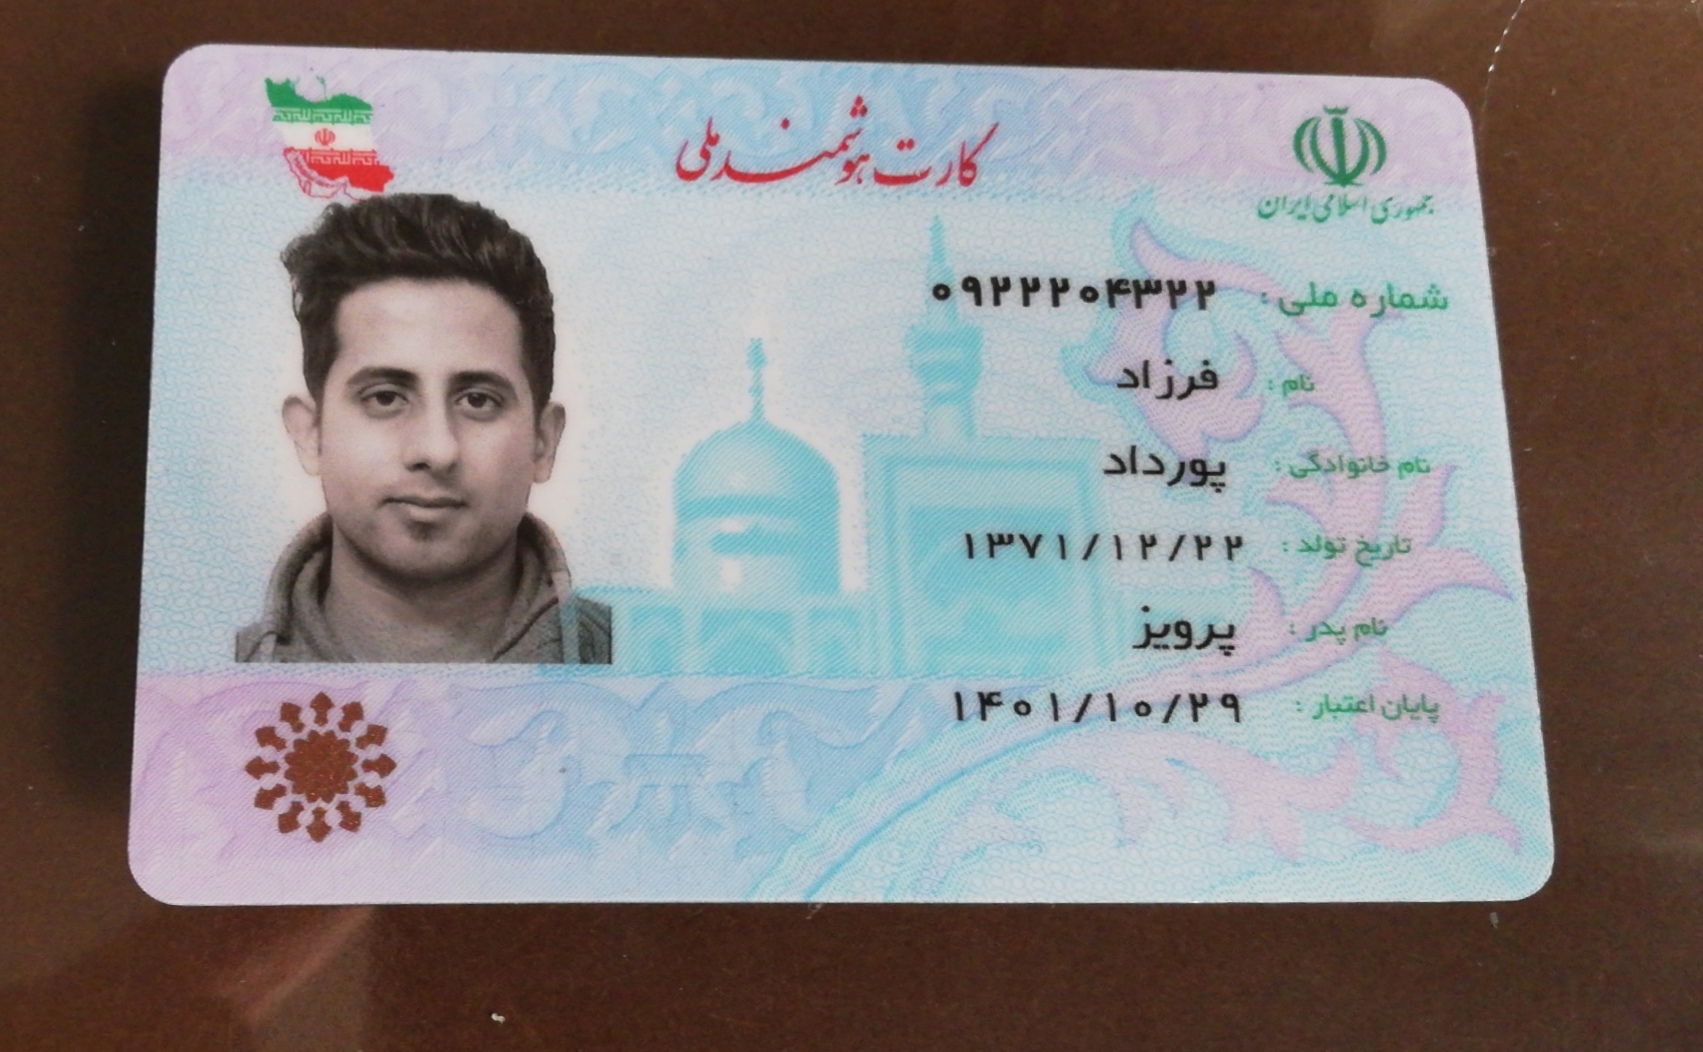 کارت هوشمند ملی
جمهوری اسلامی ایران
شماره ملی : ۰۹۲۲۲۰۴۳۲۲
نام : فرزاد
نام خانوادگی : پورداد
تاریخ تولد : ۱۳۷۱/۱۲/۲۲
نام پدر : پرویز
پایان اعتبار : ۱۴۰۱/۱۰/۲۹